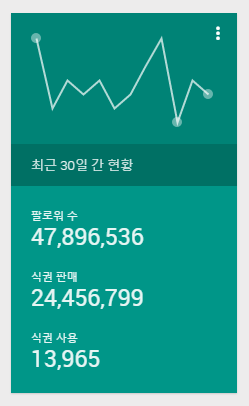 최근 30일 간 현황
팔로워 수
47,896,536
식권 판매
24,456,799
식권 사용
13,965